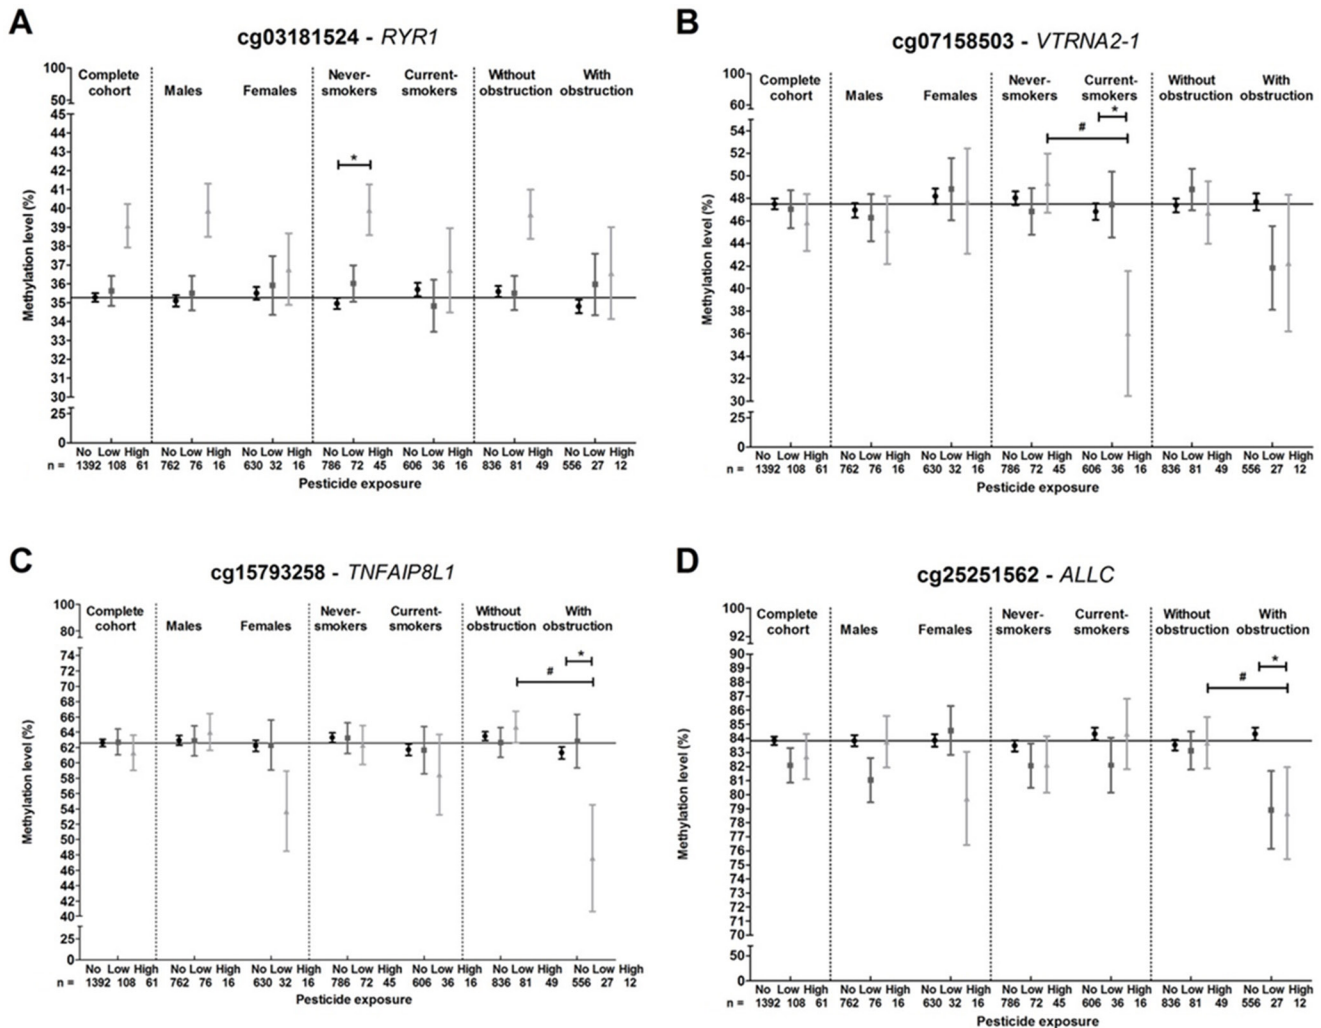 A
cg03181524 - RYR1
Complete cohort
Males
Females
Never-smokers
Current-smokers
Without obstruction
With obstruction
*
Methylation level (%)
100
50
45
44
43
42
41
40
39
38
37
36
35
34
33
32
31
30
25
0
No Low High No Low High No Low High No Low High No Low High No Low High No Low High
n = 1392 108 61 762 76 16 630 32 16 786 72 45 606 36 16 836 81 49 556 27 12
Pesticide exposure
B
cg07158503 - VTRNA2-1
Complete cohort
Males
Females
Never-smokers
Current-smokers
Without obstruction
With obstruction
*
#
Methylation level (%)
100
60
54
52
50
48
46
44
42
40
38
36
34
32
30
25
0
No Low High No Low High No Low High No Low High No Low High No Low High No Low High
n = 1392 108 61 762 76 16 630 32 16 786 72 45 606 36 16 836 81 49 556 27 12
Pesticide exposure
C
cg15793258 - TNFAIP8L1
Complete cohort
Males
Females
Never-smokers
Current-smokers
Without obstruction
With obstruction
*
#
Methylation level (%)
100
80
74
72
70
68
66
64
62
60
58
56
54
52
50
48
46
44
42
40
25
0
No Low High No Low High No Low High No Low High No Low High No Low High No Low High
n = 1392 108 61 762 76 16 630 32 16 786 72 45 606 36 16 836 81 49 556 27 12
Pesticide exposure
D
cg25251562 - ALLC
Complete cohort
Males
Females
Never-smokers
Current-smokers
Without obstruction
With obstruction
*
#
Methylation level (%)
100
92
90
89
88
87
86
85
84
83
82
81
80
79
78
77
76
75
74
73
72
71
70
50
0
No Low High No Low High No Low High No Low High No Low High No Low High No Low High
n = 1392 108 61 762 76 16 630 32 16 786 72 45 606 36 16 836 81 49 556 27 12
Pesticide exposure